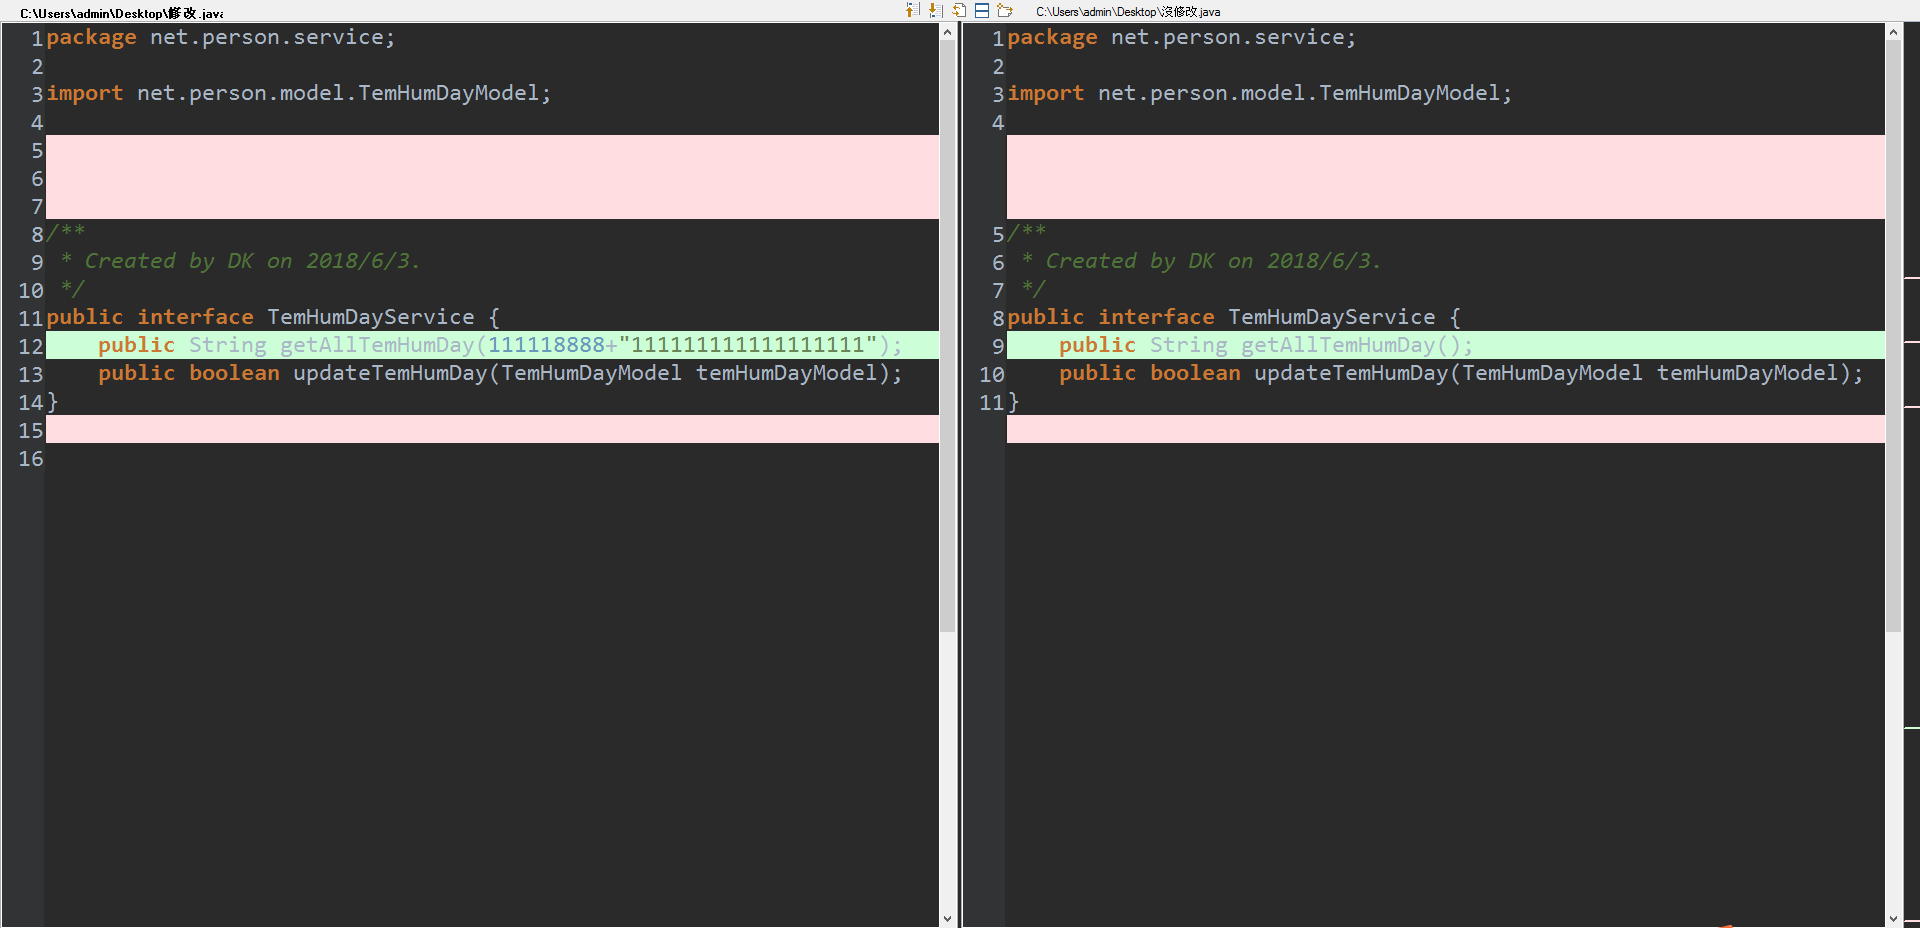 C:\Users\admin\Desktop\修改.java
1 package net.person.service;
2
3 import net.person.model.TemHumDayModel;
4
5
6
7
8 /**
9 * Created by DK on 2018/6/3.
10 */
11 public interface TemHumDayService {
12 public String getAllTemHumDay(111118888+"111111111111111111");
13 public boolean updateTemHumDay(TemHumDayModel temHumDayModel);
14 }
15
16
C:\Users\admin\Desktop\沒修改.java
1 package net.person.service;
2
3 import net.person.model.TemHumDayModel;
4
5 /**
6 * Created by DK on 2018/6/3.
7 */
8 public interface TemHumDayService {
9 public String getAllTemHumDay();
10 public boolean updateTemHumDay(TemHumDayModel temHumDayModel);
11 }